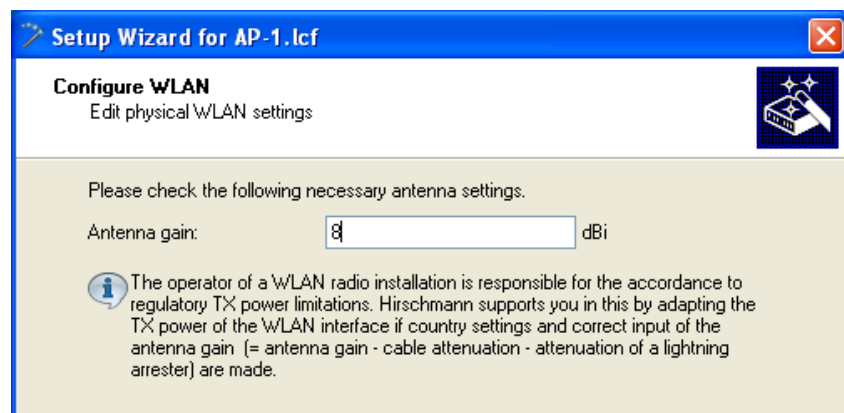 Setup Wizard for AP-1.lcf
Configure WLAN
Edit physical WLAN settings
Please check the following necessary antenna settings.
Antenna gain: 8 dBi
The operator of a WLAN radio installation is responsible for the accordance to
regulatory TX power limitations. Hirschmann supports you in this by adapting the
TX power of the WLAN interface if country settings and correct input of the
antenna gain (= antenna gain - cable attenuation - attenuation of a lightning
arrester) are made.